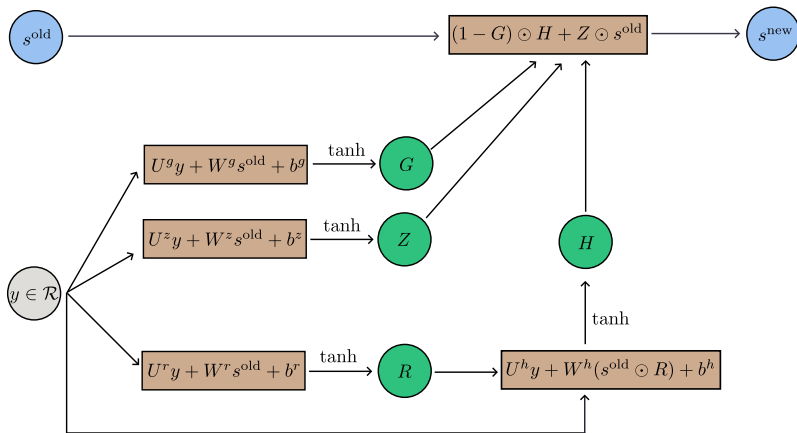 s^old
(1 − G) ⊙ H + Z ⊙ s^old
s^new
U^g y + W^g s^old + b^g
tanh
G
U^z y + W^z s^old + b^z
tanh
Z
H
y ∈ ℛ
tanh
U^r y + W^r s^old + b^r
tanh
R
U^h y + W^h(s^old ⊙ R) + b^h